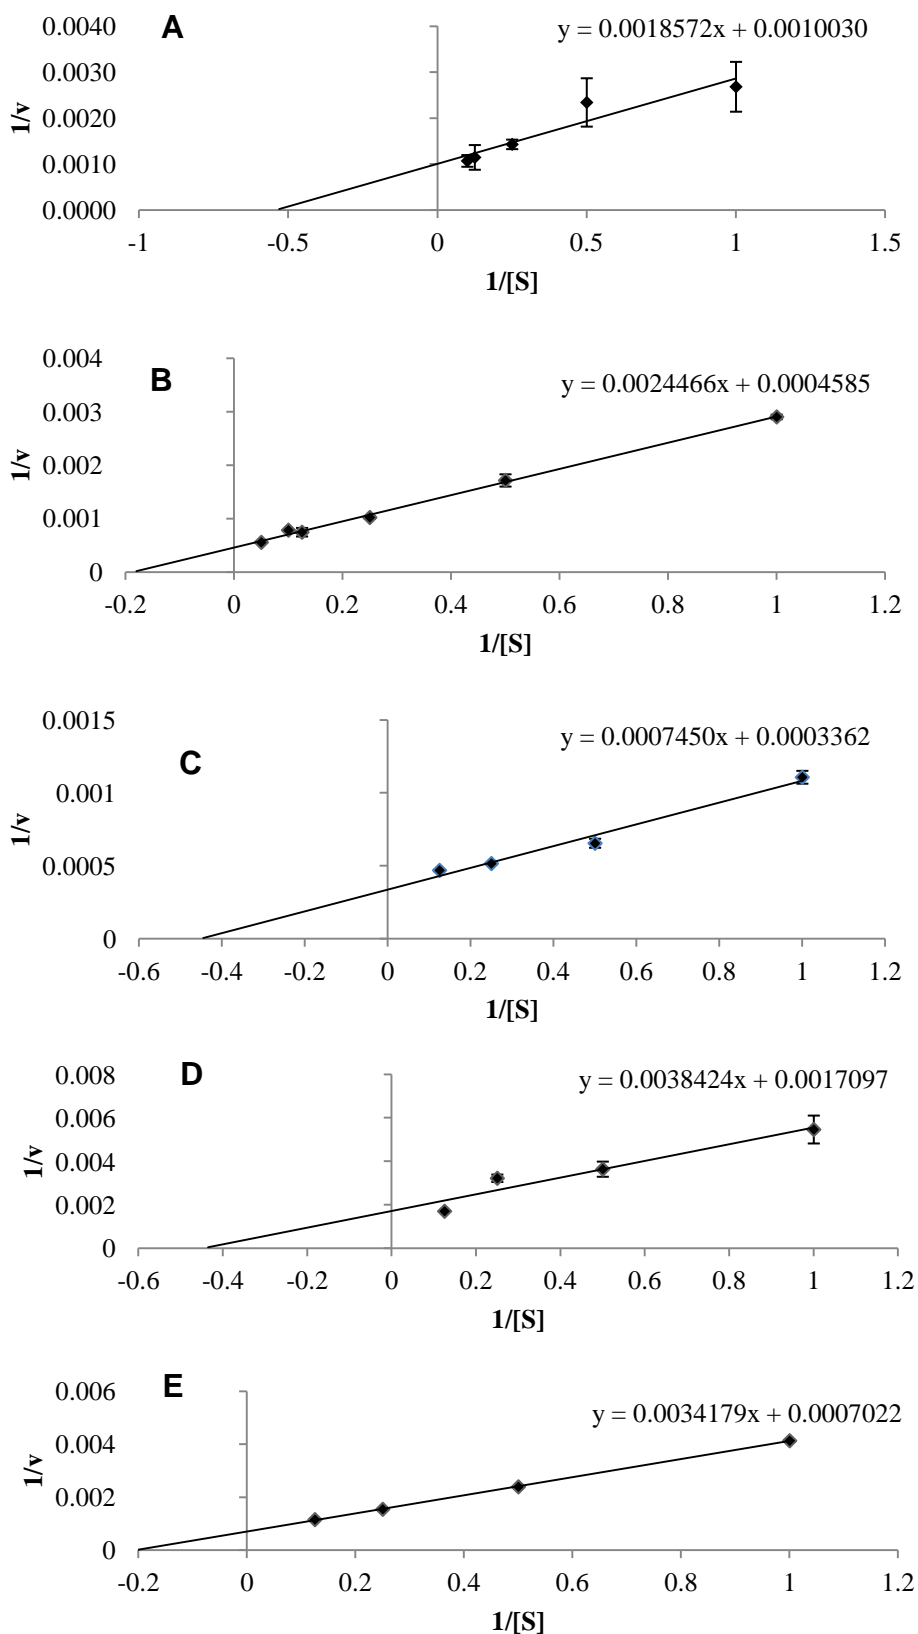 A
y = 0.0018572x + 0.0010030
0.0040
0.0030
0.0020
0.0010
0.0000
1/v
-1 -0.5 0 0.5 1 1.5
1/[S]
B
y = 0.0024466x + 0.0004585
0.004
0.003
0.002
0.001
0
1/v
-0.2 0 0.2 0.4 0.6 0.8 1 1.2
1/[S]
C
y = 0.0007450x + 0.0003362
0.0015
0.001
0.0005
0
1/v
-0.6 -0.4 -0.2 0 0.2 0.4 0.6 0.8 1 1.2
1/[S]
D
y = 0.0038424x + 0.0017097
0.008
0.006
0.004
0.002
0
1/v
-0.6 -0.4 -0.2 0 0.2 0.4 0.6 0.8 1 1.2
1/[S]
E
y = 0.0034179x + 0.0007022
0.006
0.004
0.002
0
1/v
-0.2 0 0.2 0.4 0.6 0.8 1 1.2
1/[S]